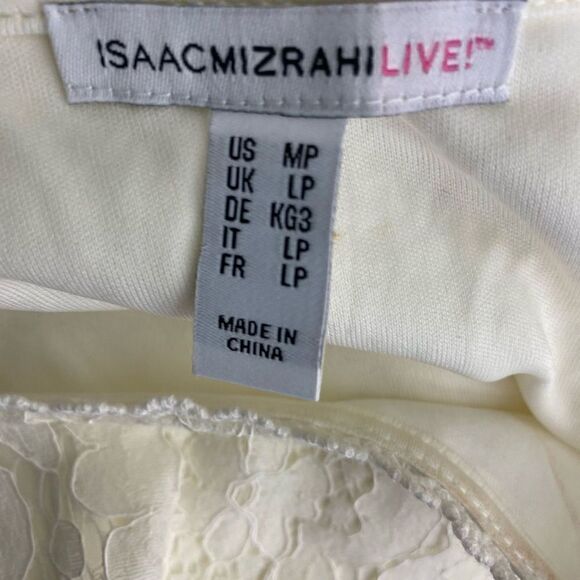 ISAACMIZRAHILIVE!™
US MP
UK LP
DE KG3
IT LP
FR LP
MADE IN
CHINA